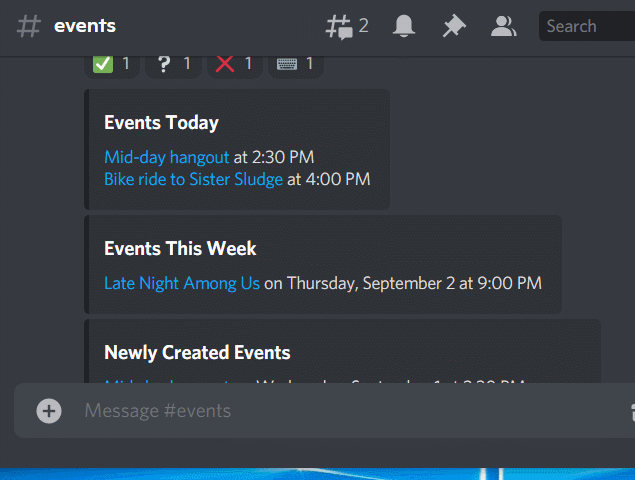 events
2
Search
1 ? 1 1 1
Events Today
Mid-day hangout at 2:30 PM
Bike ride to Sister Sludge at 4:00 PM
Events This Week
Late Night Among Us on Thursday, September 2 at 9:00 PM
Newly Created Events
Message #events